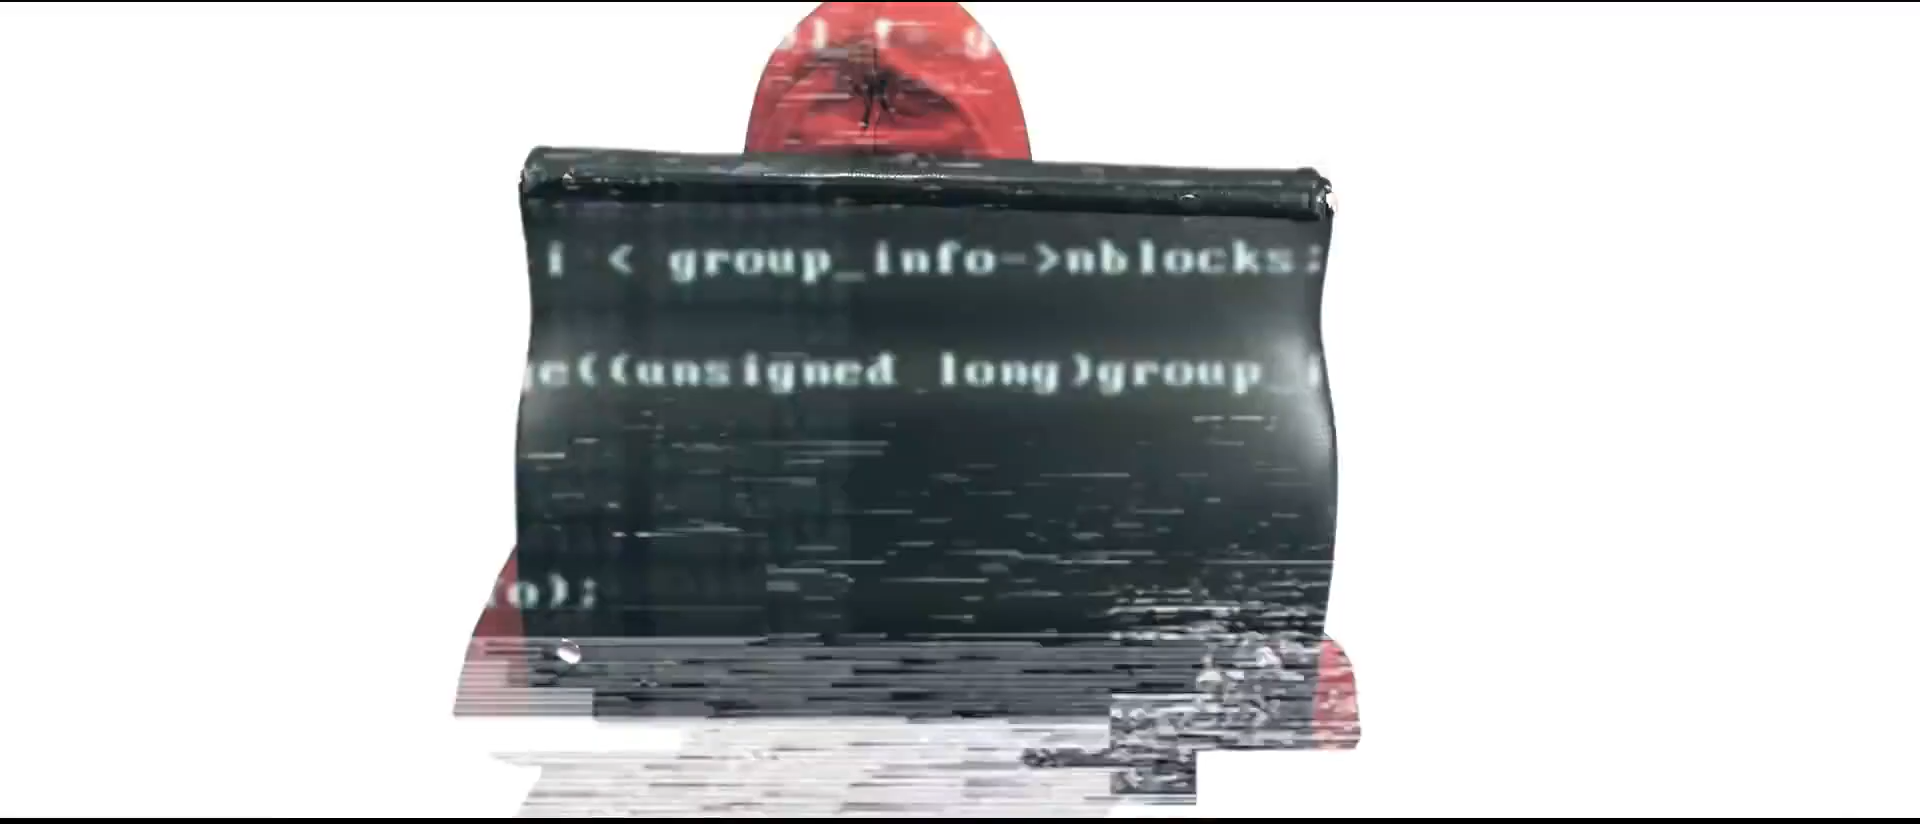 i < group_info->nblocks;
e((unsigned long)group_
o);